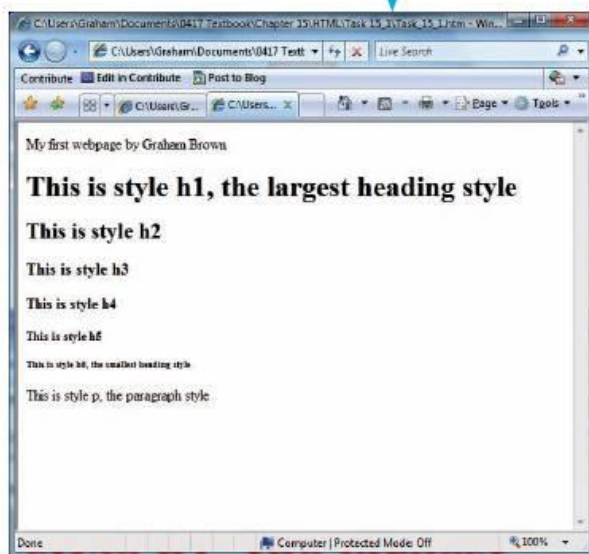 C:\Users\Graham\Documents\0417 Textbook\Chapter 15\HTML\Task 15_1\Task_15_1.htm - Win...
C:\Users\Graham\Documents\0417 Textl
Live Search
Contribute Edit in Contribute Post to Blog
C:\Users\Gr... C:\Users... Page Tools
My first webpage by Graham Brown
This is style h1, the largest heading style
This is style h2
This is style h3
This is style h4
This is style h5
This is style h6, the smallest heading style
This is style p, the paragraph style
Done Computer | Protected Mode: Off 100%